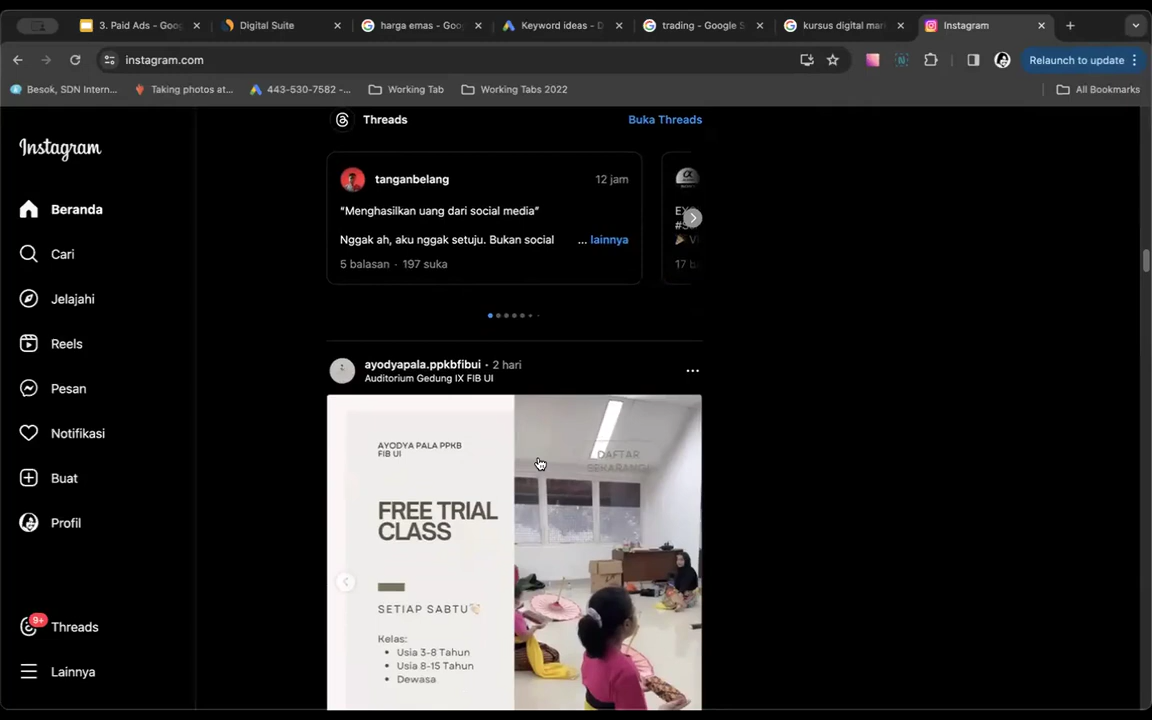 3. Paid Ads - Goo
Digital Suite
harga emas - Goo
Keyword ideas - D
trading - Google S
kursus digital mar
Instagram
instagram.com
Relaunch to update
Besok, SDN Intern...
Taking photos at...
443-530-7582 -...
Working Tab
Working Tabs 2022
All Bookmarks
Instagram
Beranda
Cari
Jelajahi
Reels
Pesan
Notifikasi
Buat
Profil
9+
Threads
Lainnya
Threads
Buka Threads
tanganbelang
12 jam
“Menghasilkan uang dari social media”
Nggak ah, aku nggak setuju. Bukan social ... lainnya
5 balasan · 197 suka
17 b
ayodyapala.ppkbfibui · 2 hari
Auditorium Gedung IX FIB UI
AYODYA PALA PPKB
FIB UI
FREE TRIAL
CLASS
SETIAP SABTU
Kelas:
• Usia 3-8 Tahun
• Usia 8-15 Tahun
• Dewasa
DAFTAR
SEKARANG!